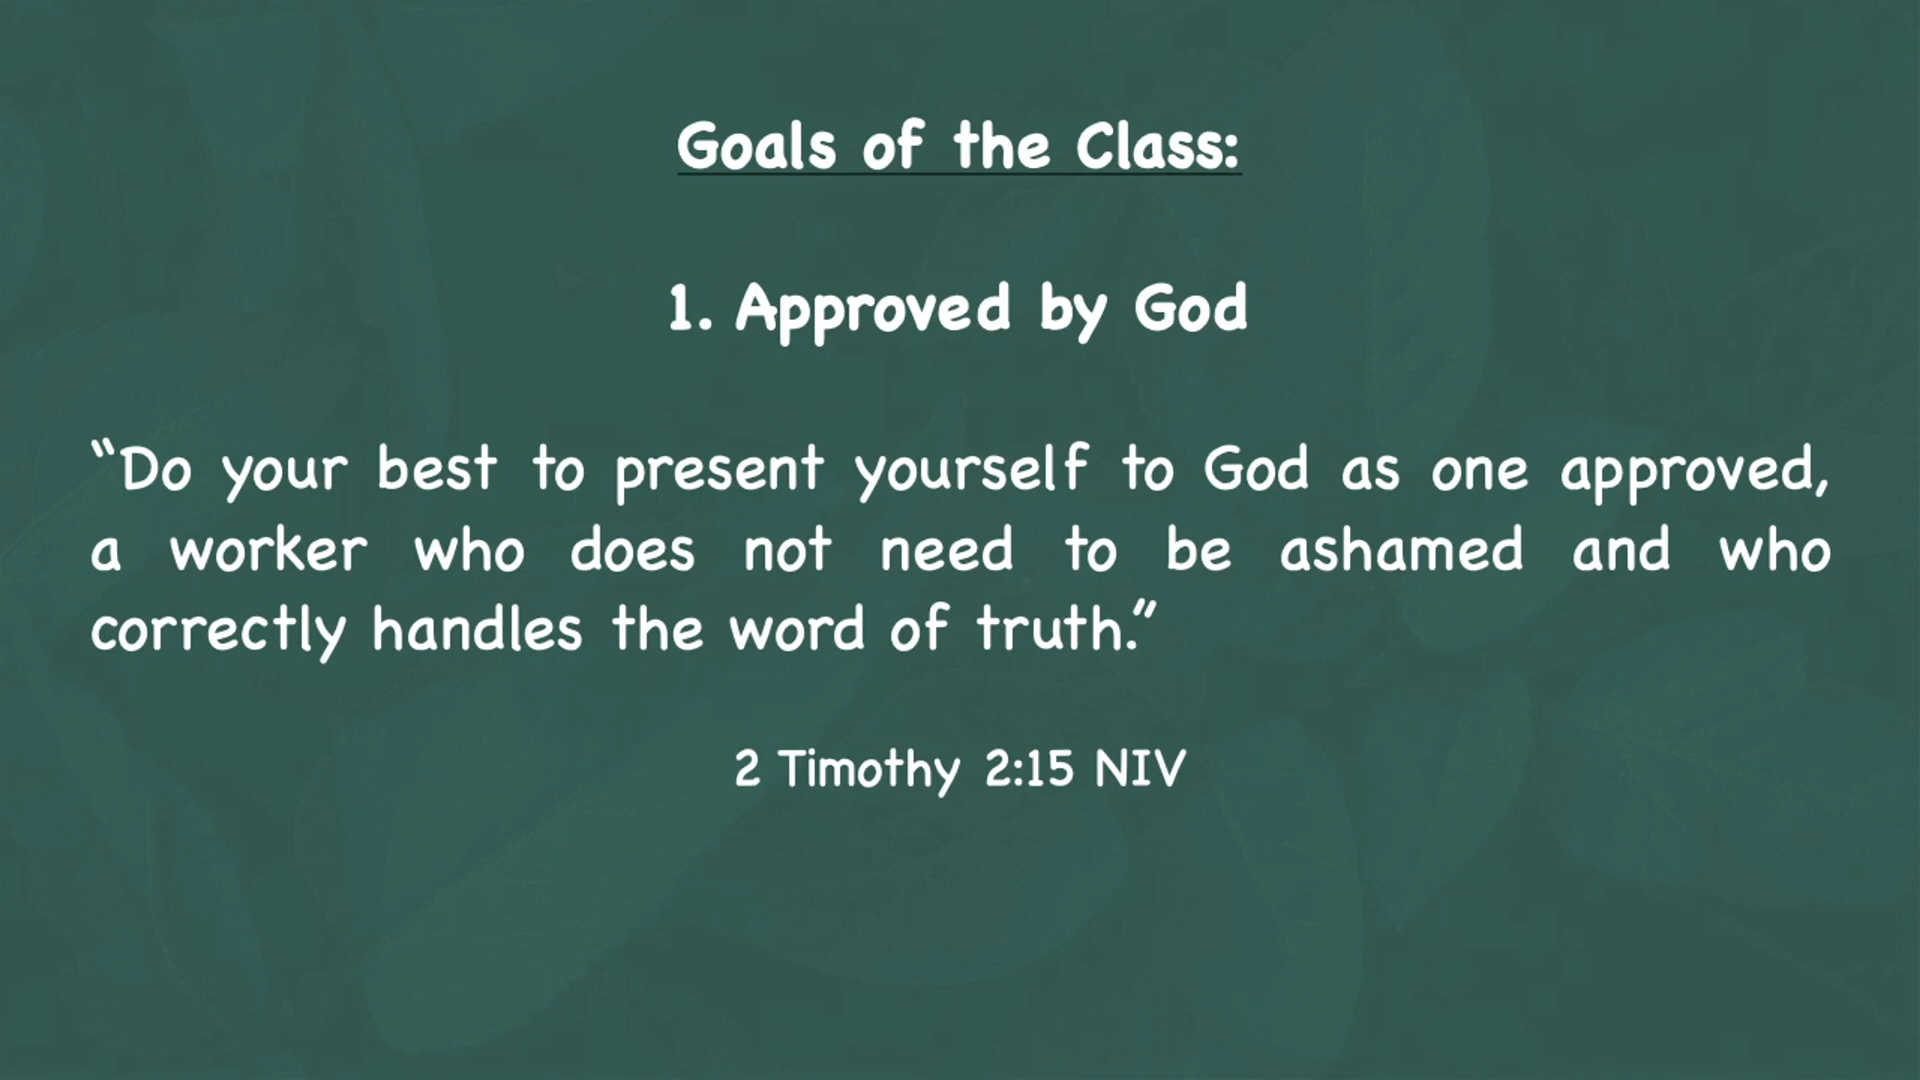 Goals of the Class:
1. Approved by God
“Do your best to present yourself to God as one approved,
a worker who does not need to be ashamed and who
correctly handles the word of truth.”
2 Timothy 2:15 NIV